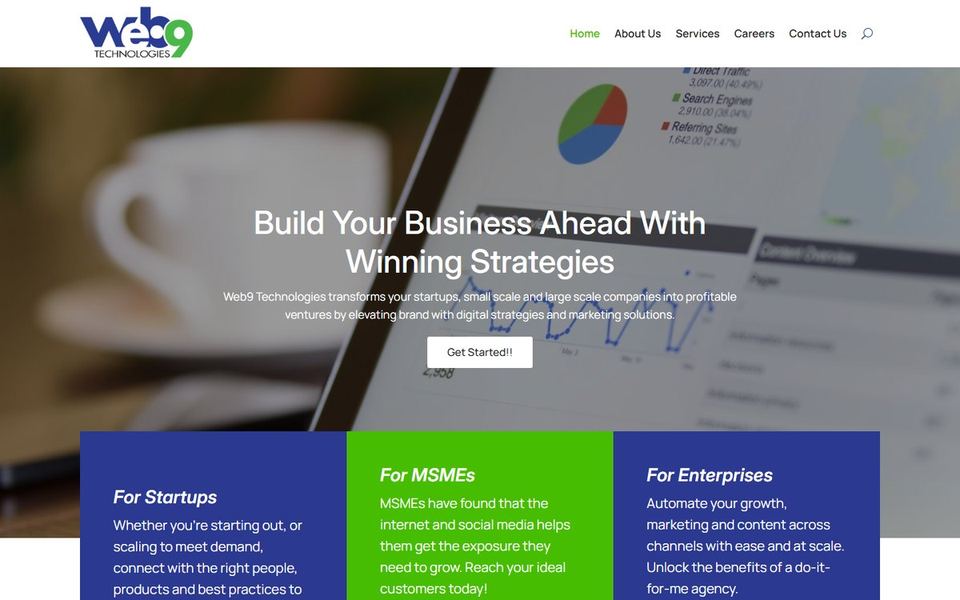 Web9
TECHNOLOGIES
Home About Us Services Careers Contact Us
Direct Traffic
3,097.00 (40.49%)
Search Engines
2,910.00 (38.04%)
Referring Sites
1,642.00 (21.47%)
Build Your Business Ahead With
Winning Strategies
Content Overview
Pages
Web9 Technologies transforms your startups, small scale and large scale companies into profitable
ventures by elevating brand with digital strategies and marketing solutions.
Get Started!!
2,958
For Startups
Whether you're starting out, or
scaling to meet demand,
connect with the right people,
products and best practices to
For MSMEs
MSMEs have found that the
internet and social media helps
them get the exposure they
need to grow. Reach your ideal
customers today!
For Enterprises
Automate your growth,
marketing and content across
channels with ease and at scale.
Unlock the benefits of a do-it-
for-me agency.